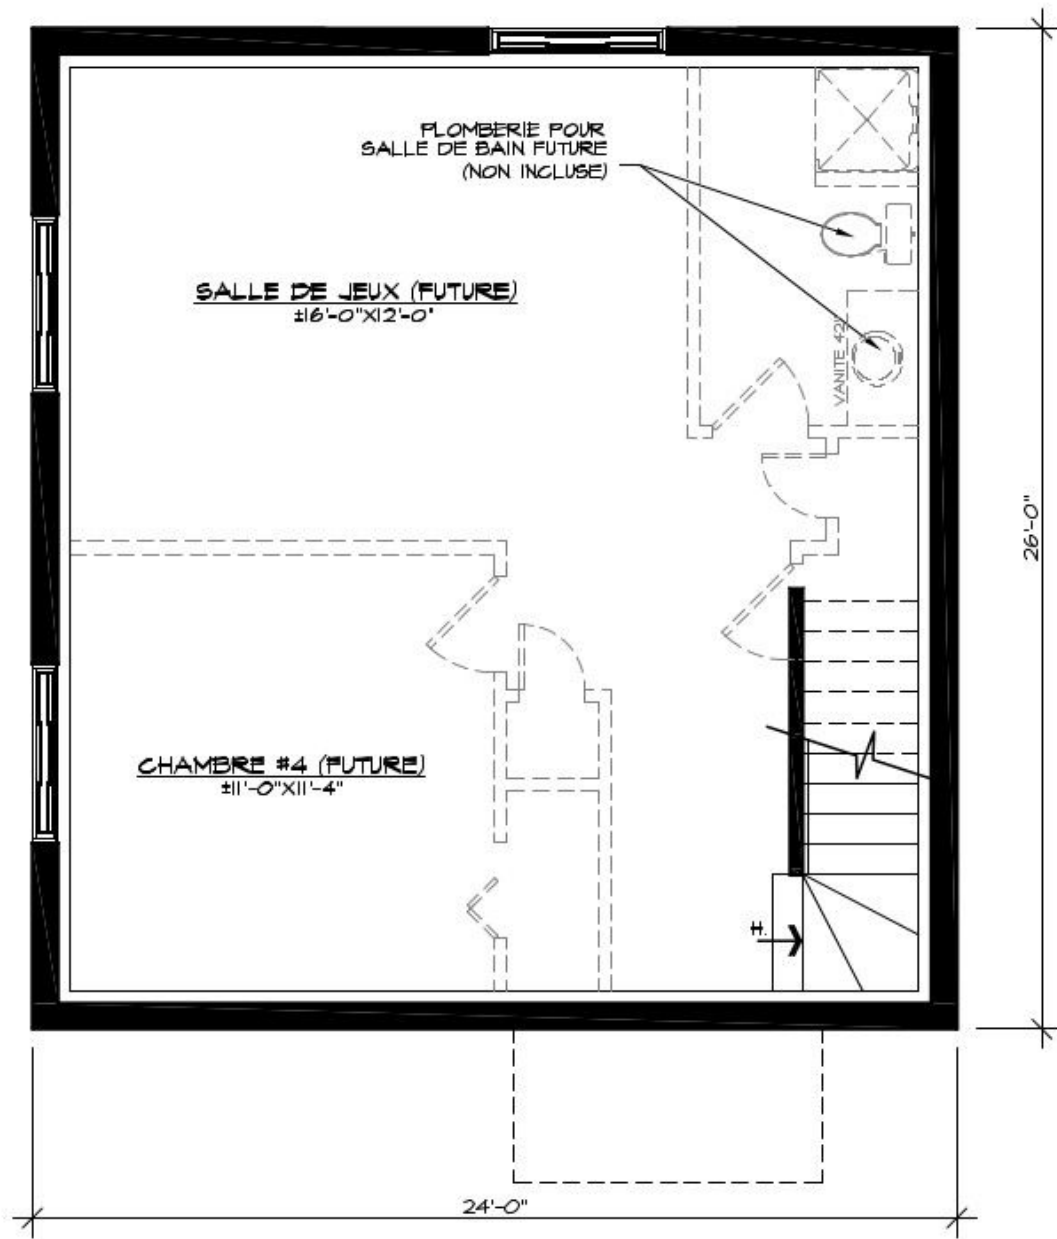 PLOMBERIE POUR
SALLE DE BAIN FUTURE
(NON INCLUSE)
SALLE DE JEUX (FUTURE)
±16'-0"X12'-0"
VANITE 42"
26'-0"
CHAMBRE #4 (FUTURE)
±11'-0"X11'-4"
H.
24'-0"